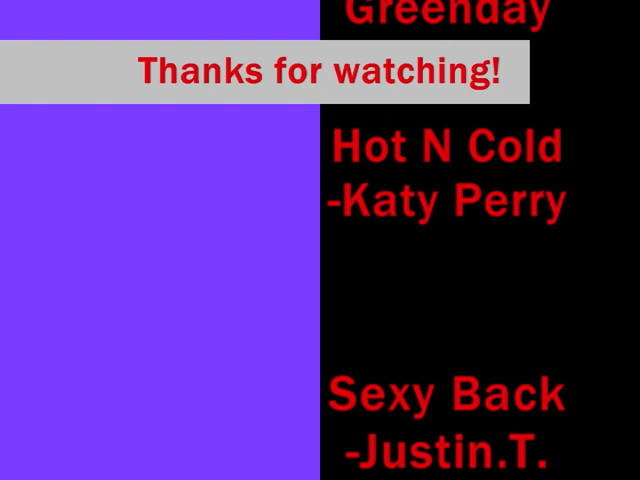 Greenday
Thanks for watching!
Hot N Cold
-Katy Perry
Sexy Back
-Justin.T.